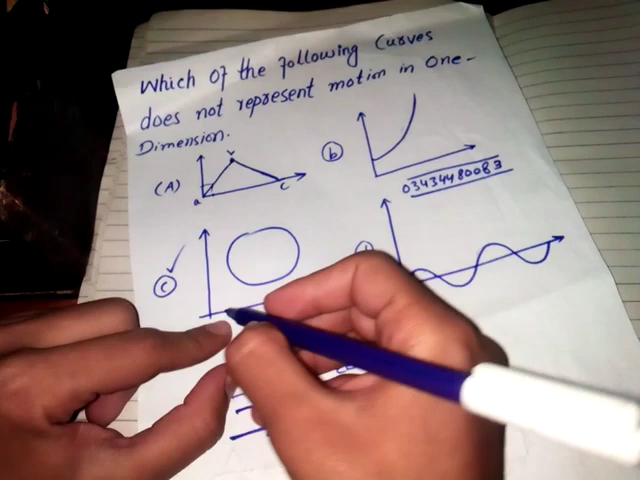 Which of the following Curves
does not represent motion in One-
Dimension.
(A)
v
a
c
(b)
03434480083
(c)